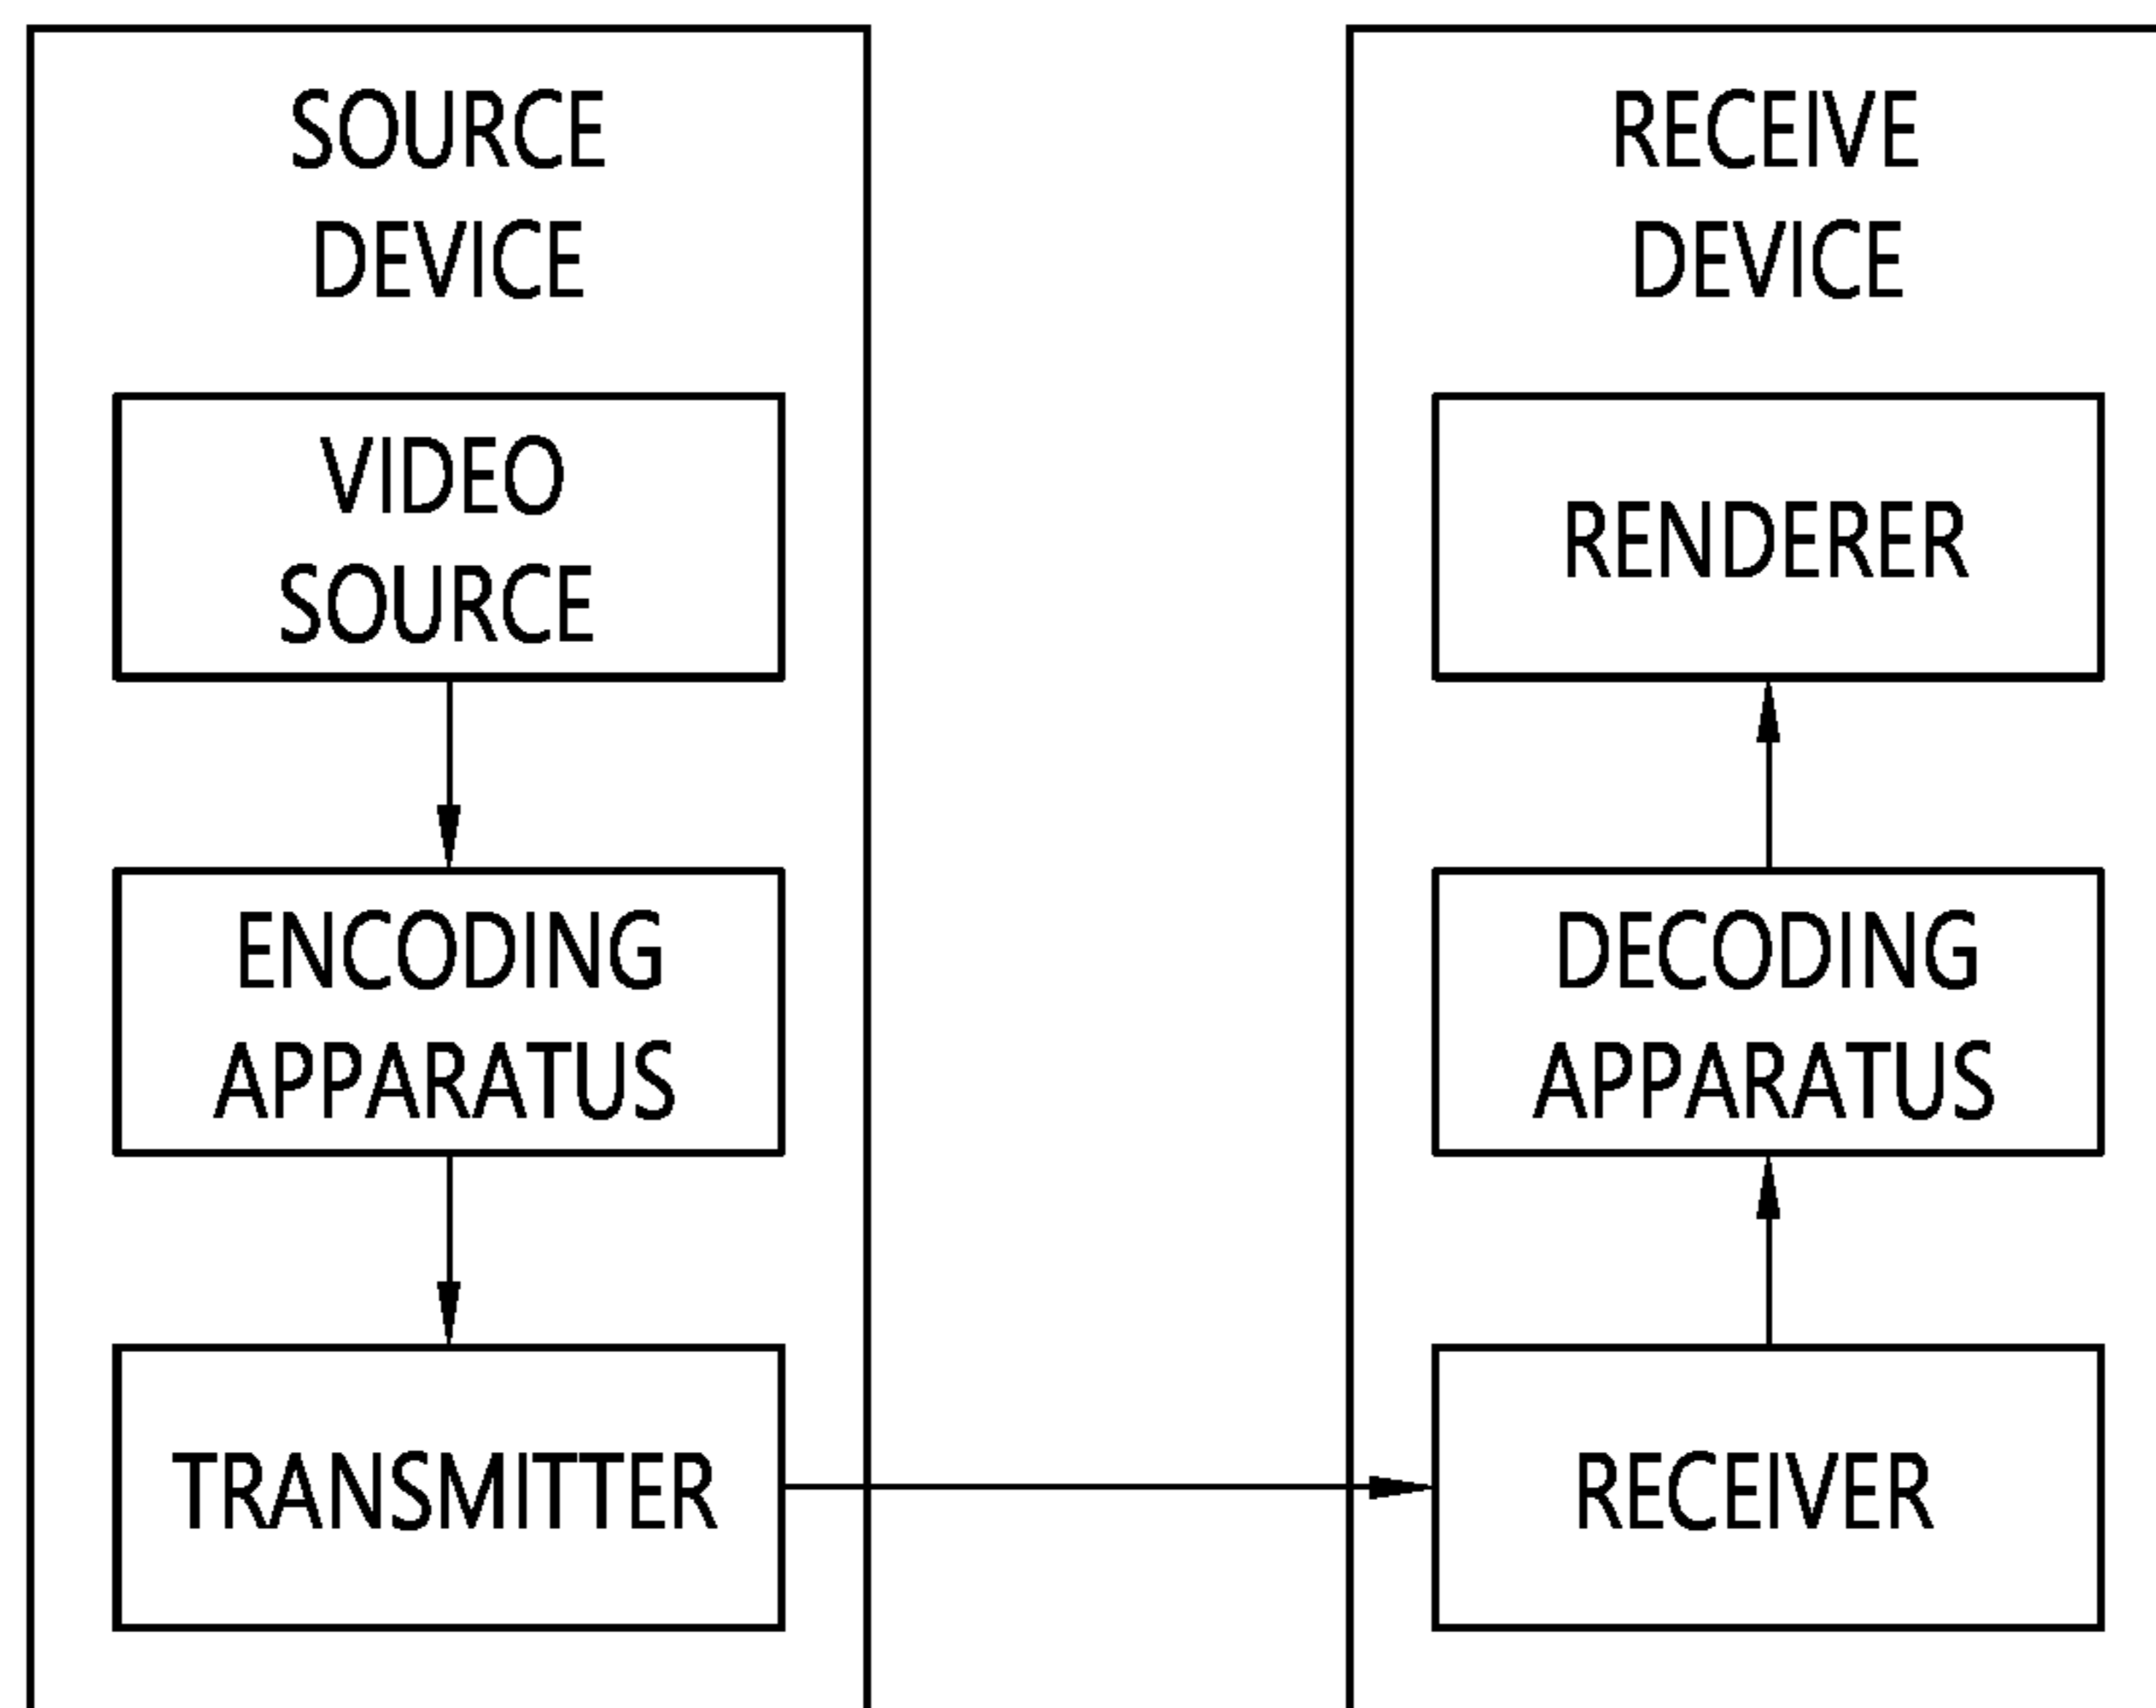 SOURCE
DEVICE
VIDEO
SOURCE
ENCODING
APPARATUS
TRANSMITTER
RECEIVE
DEVICE
RENDERER
DECODING
APPARATUS
RECEIVER